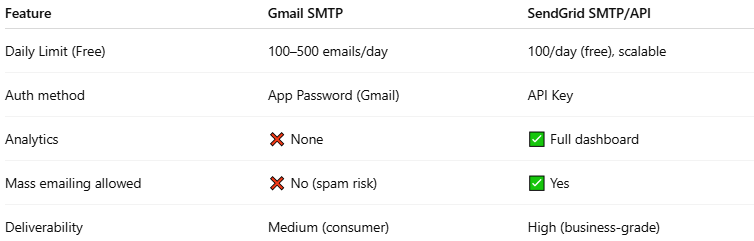 Feature Gmail SMTP SendGrid SMTP/API
Daily Limit (Free) 100–500 emails/day 100/day (free), scalable
Auth method App Password (Gmail) API Key
Analytics ❌ None ✅ Full dashboard
Mass emailing allowed ❌ No (spam risk) ✅ Yes
Deliverability Medium (consumer) High (business-grade)